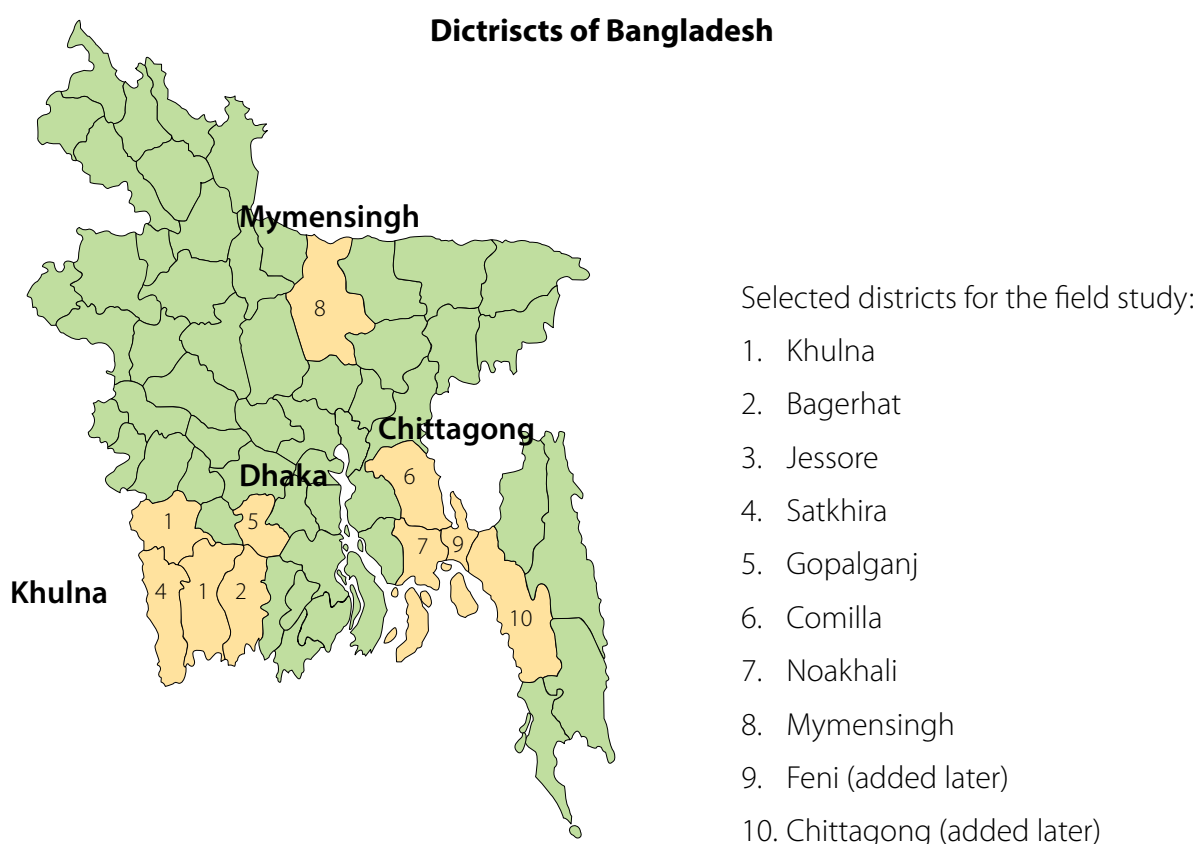 Dictriscts of Bangladesh
Mymensingh
8
Chittagong
6
Dhaka
1
5
7
9
Khulna
4
1
2
10
Selected districts for the field study:
1. Khulna
2. Bagerhat
3. Jessore
4. Satkhira
5. Gopalganj
6. Comilla
7. Noakhali
8. Mymensingh
9. Feni (added later)
10. Chittagong (added later)